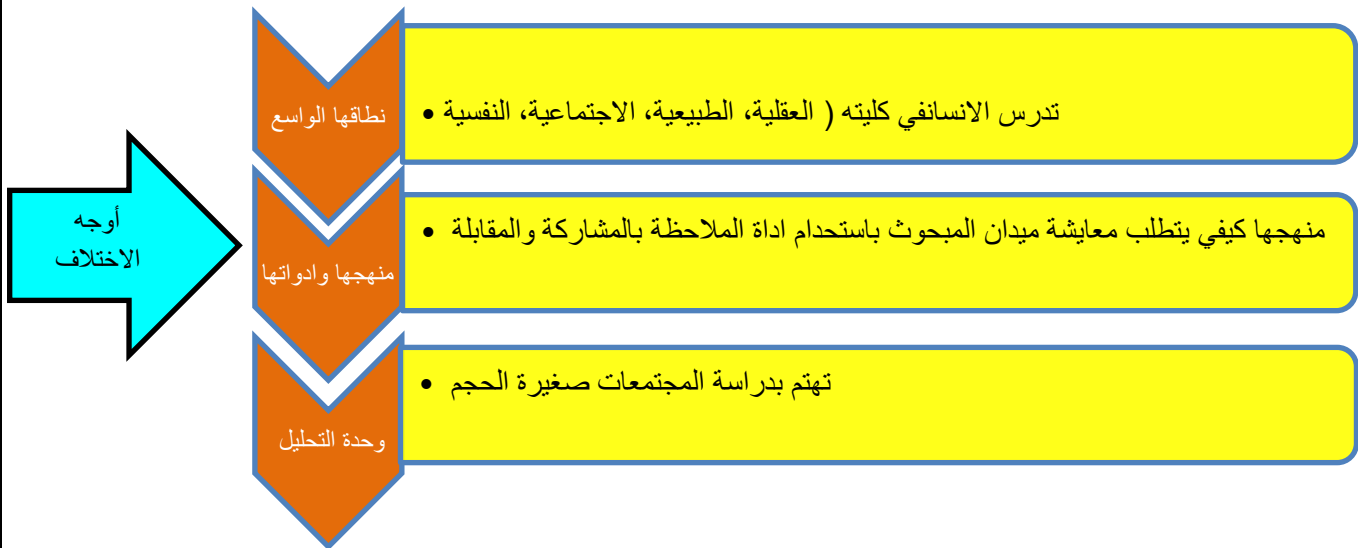 أوجه
الاختلاف
نطاقها الواسع
تدرس الانسانفي كليته ( العقلية، الطبيعية، الاجتماعية، النفسية
منهجها وادواتها
منهجها كيفي يتطلب معايشة ميدان المبحوث باستحدام اداة الملاحظة بالمشاركة والمقابلة
وحدة التحليل
تهتم بدراسة المجتمعات صغيرة الحجم